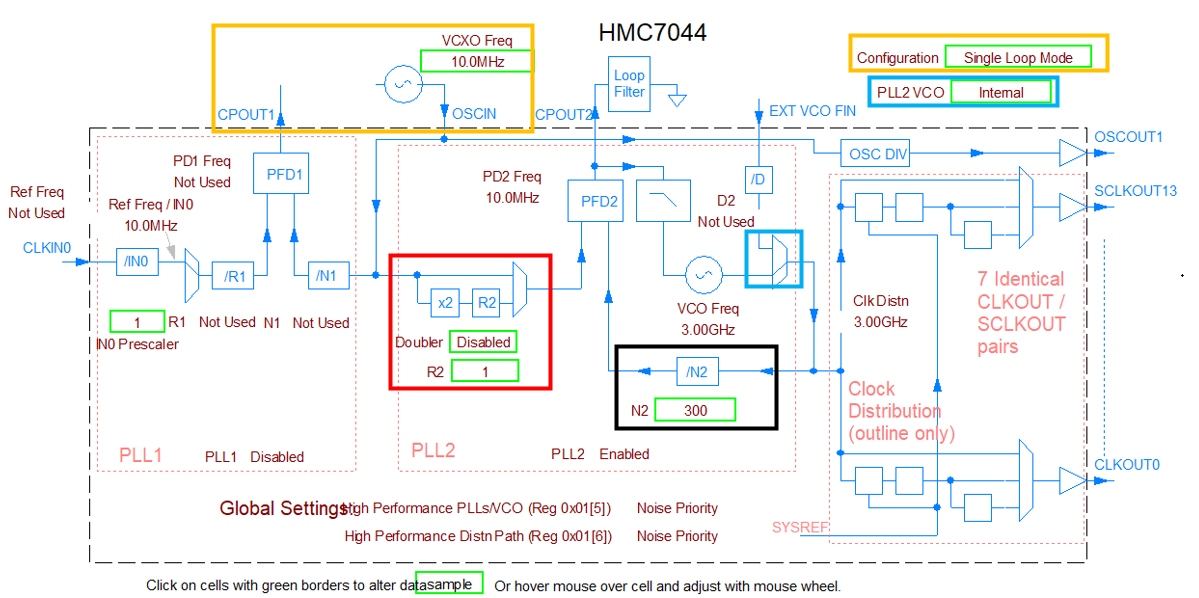 HMC7044
VCXO Freq
10.0MHz
Configuration Single Loop Mode
PLL2 VCO Internal
Loop
Filter
CPOUT1
OSCIN
CPOUT2
EXT VCO FIN
OSCOUT1
PD1 Freq
Not Used
PFD1
PD2 Freq
10.0MHz
PFD2
/D
OSC DIV
Ref Freq
Not Used
Ref Freq / IN0
10.0MHz
D2
Not Used
SCLKOUT13
CLKIN0
/IN0
/R1
/N1
x2
R2
VCO Freq
3.00GHz
Clk Distn
3.00GHz
7 Identical
CLKOUT /
SCLKOUT
pairs
1 R1 Not Used N1 Not Used
IN0 Prescaler
Doubler Disabled
R2 1
/N2
N2 300
Clock
Distribution
(outline only)
PLL1 PLL1 Disabled
PLL2 PLL2 Enabled
CLKOUT0
Global Settings High Performance PLLs/VCO (Reg 0x01[5]) Noise Priority
High Performance Distn Path (Reg 0x01[6]) Noise Priority
SYSREF
Click on cells with green borders to alter data sample Or hover mouse over cell and adjust with mouse wheel.